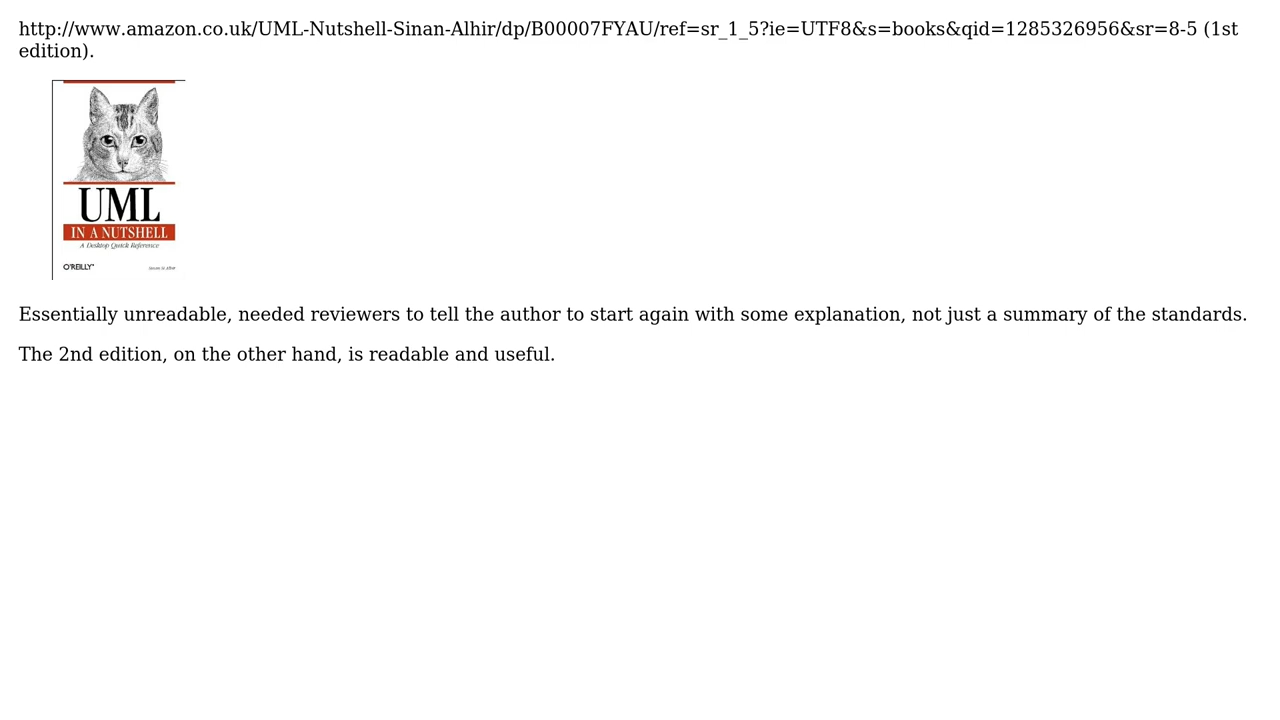 http://www.amazon.co.uk/UML-Nutshell-Sinan-Alhir/dp/B00007FYAU/ref=sr_1_5?ie=UTF8&s=books&qid=1285326956&sr=8-5 (1st
edition).
UML
IN A NUTSHELL
A Desktop Quick Reference
O'REILLY™
Essentially unreadable, needed reviewers to tell the author to start again with some explanation, not just a summary of the standards.
The 2nd edition, on the other hand, is readable and useful.